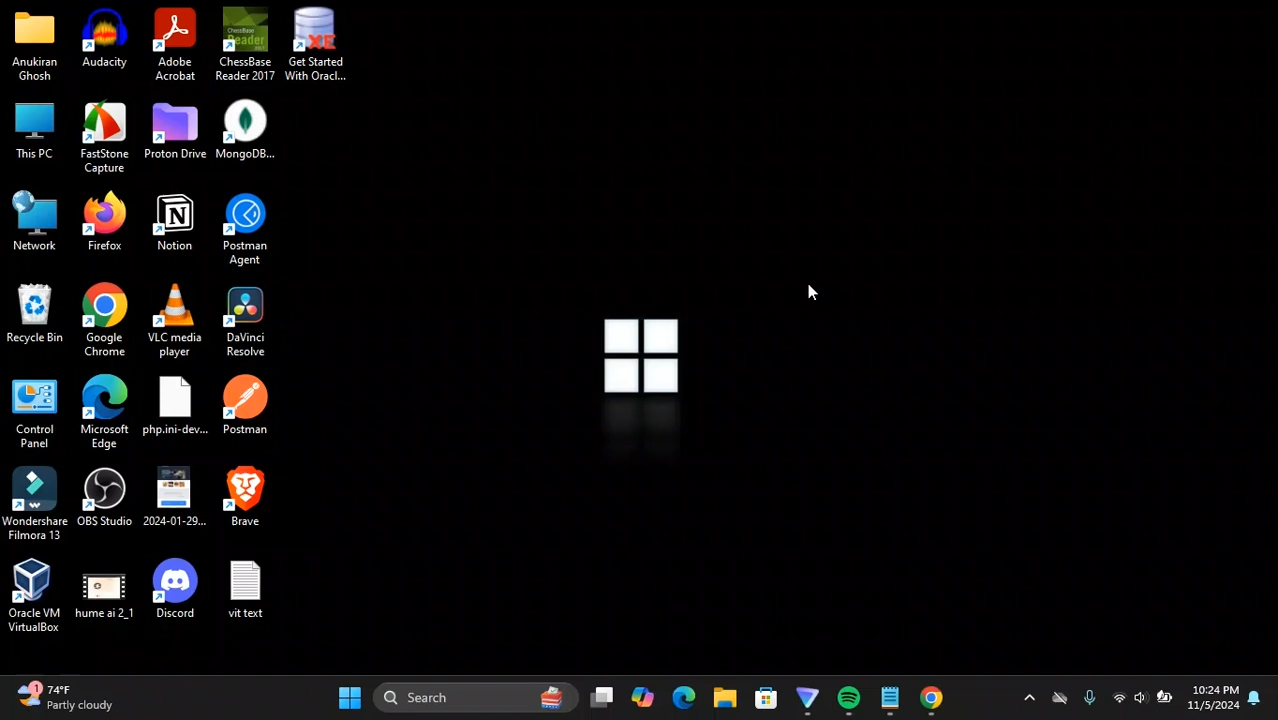 Anukiran
Ghosh
Audacity
Adobe
Acrobat
ChessBase
Reader 2017
Get Started
With Oracl...
This PC
FastStone
Capture
Proton Drive
MongoDB...
Network
Firefox
Notion
Postman
Agent
Recycle Bin
Google
Chrome
VLC media
player
DaVinci
Resolve
Control
Panel
Microsoft
Edge
php.ini-dev...
Postman
Wondershare
Filmora 13
OBS Studio
2024-01-29...
Brave
Oracle VM
VirtualBox
hume ai 2_1
Discord
vit text
1
74°F
Partly cloudy
Search
10:24 PM
11/5/2024